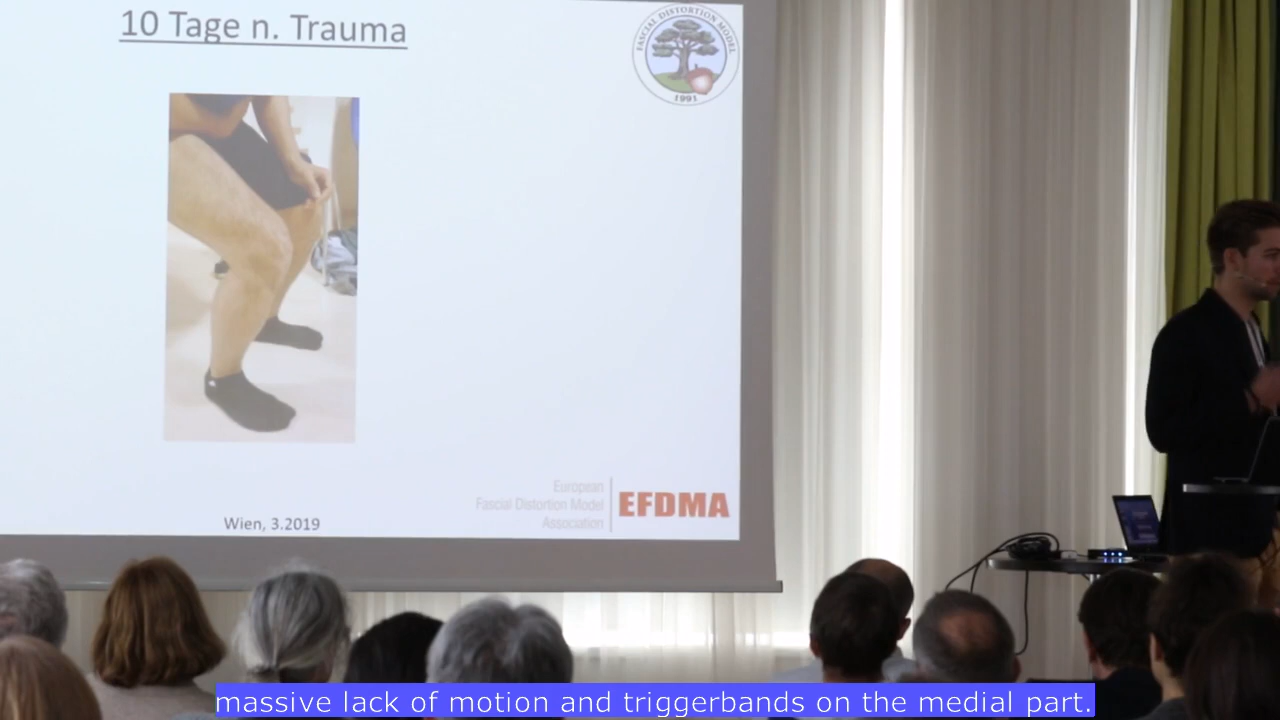 10 Tage n. Trauma
FASCIAL DISTORTION MODEL
1991
European
Fascial Distortion Model
Association
EFDMA
Wien, 3.2019
massive lack of motion and triggerbands on the medial part.